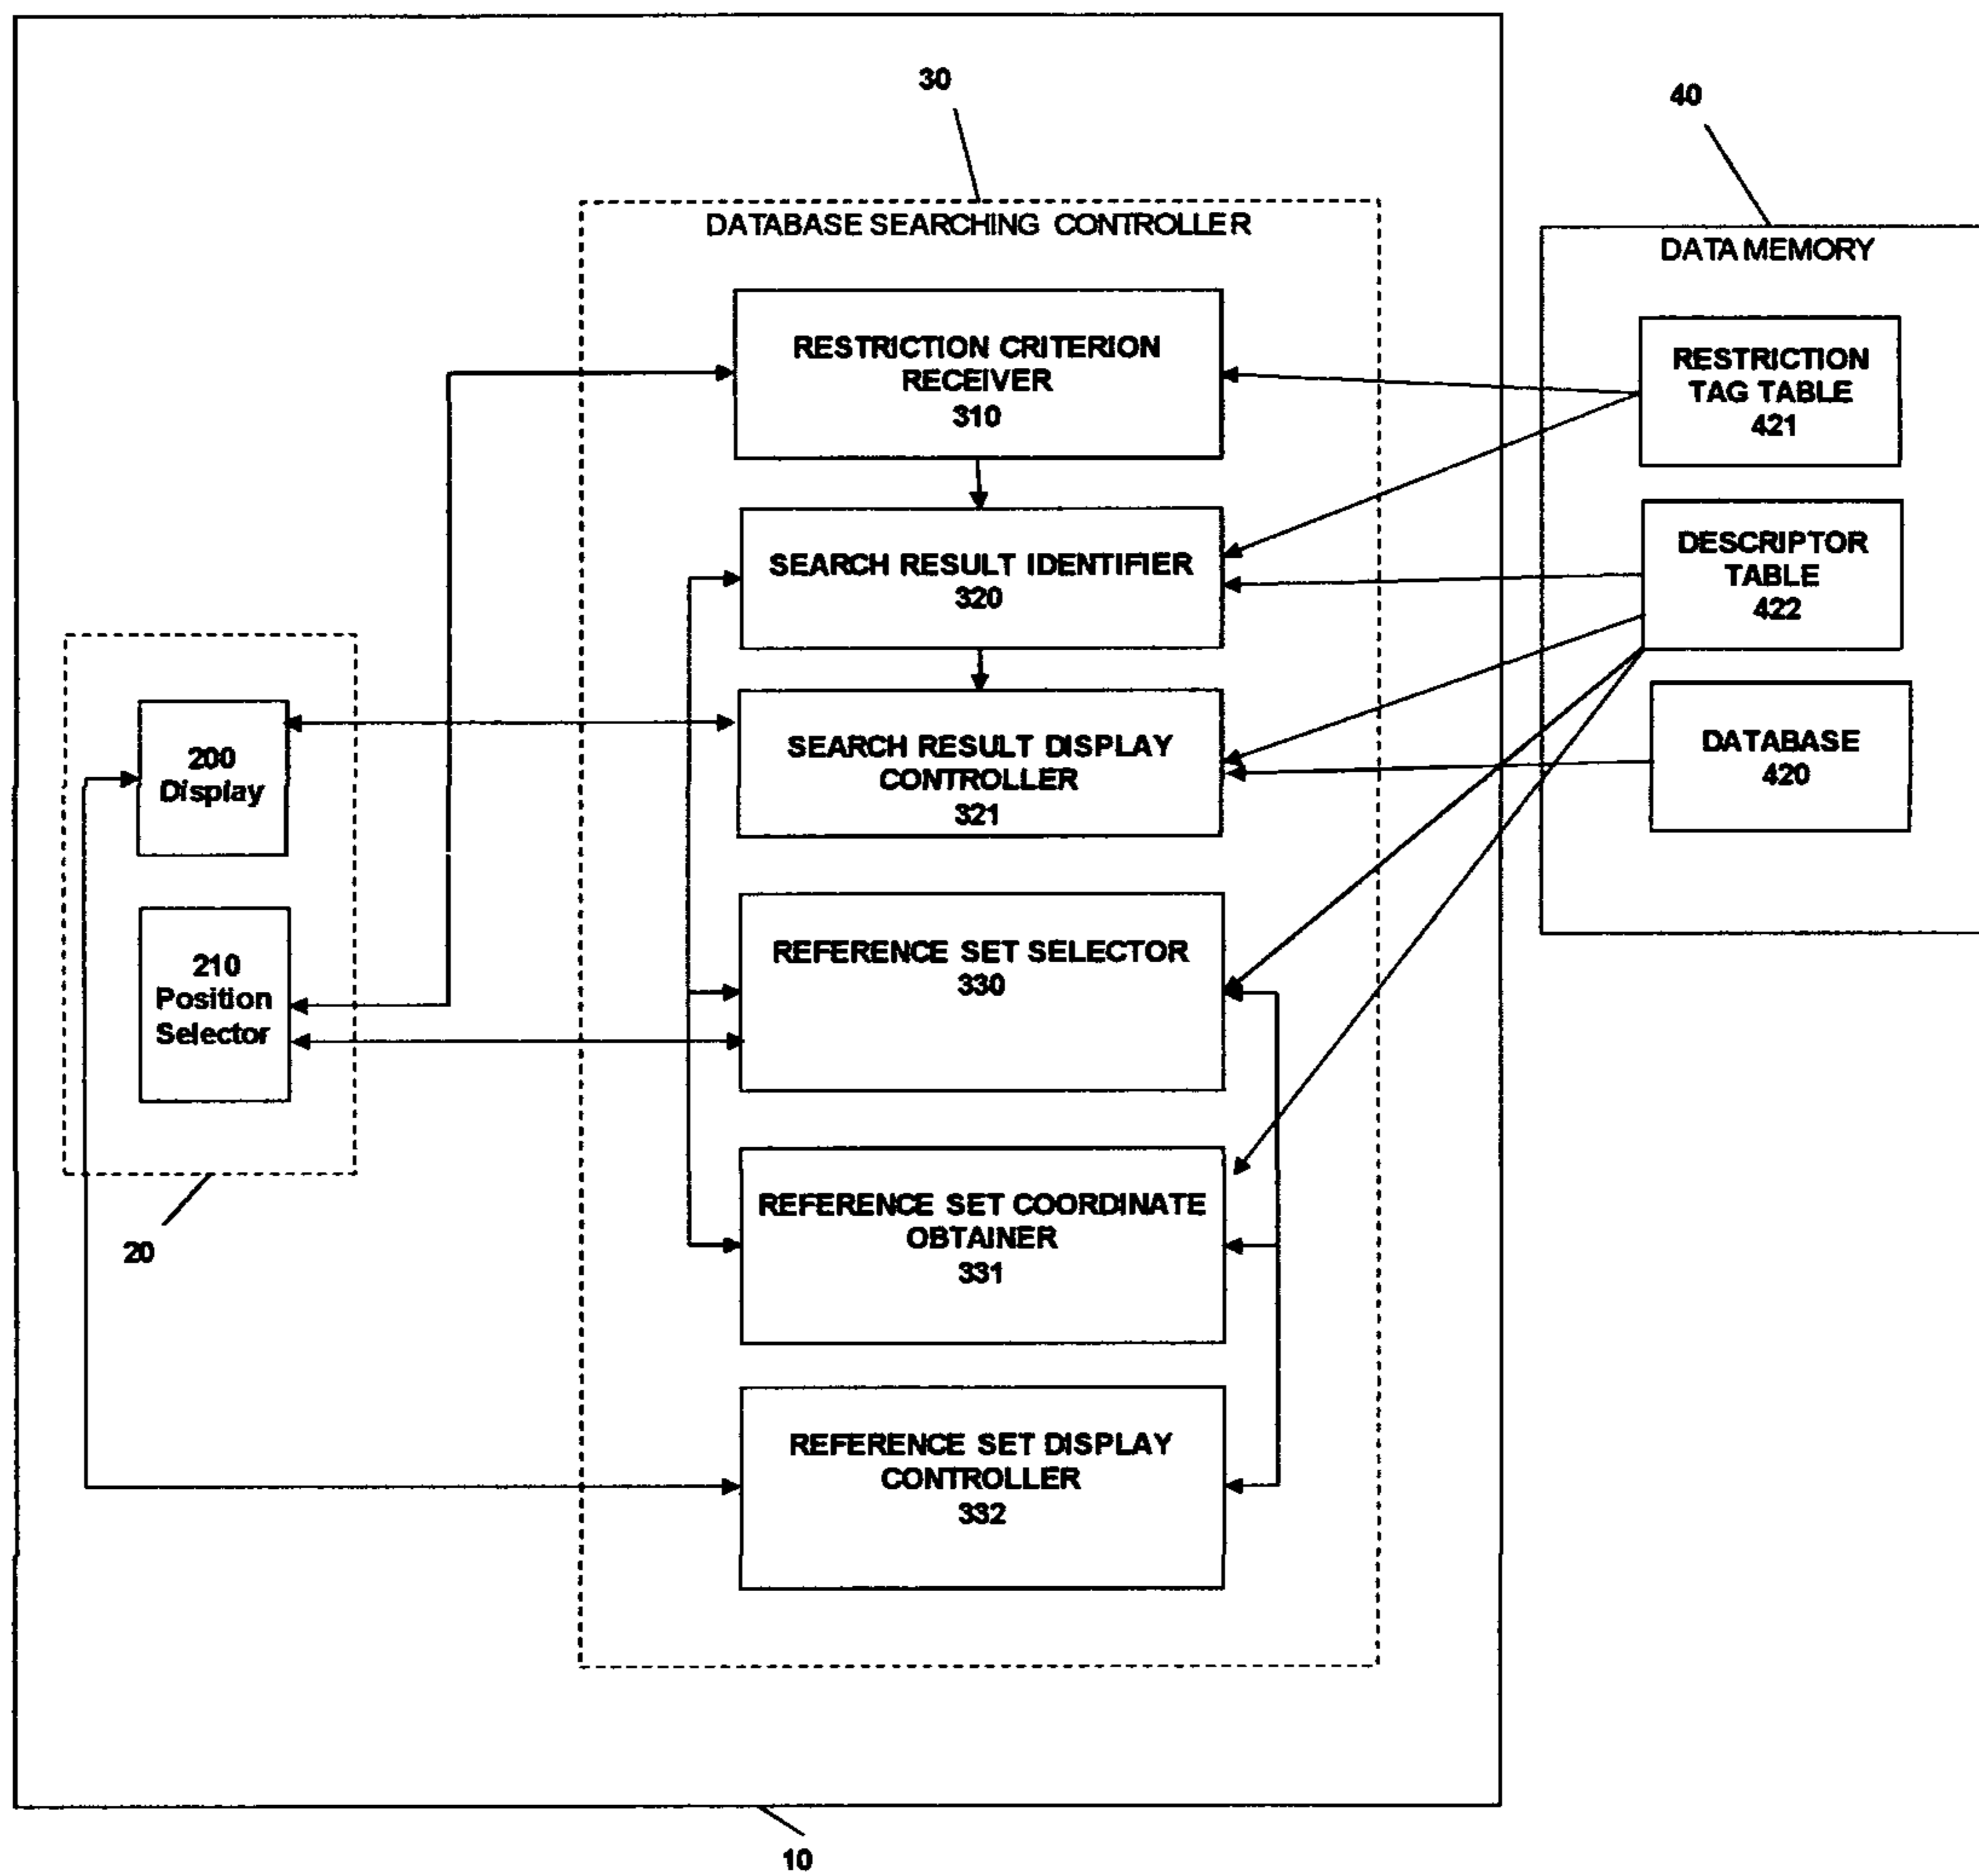 30
40
DATABASE SEARCHING CONTROLLER
DATA MEMORY
RESTRICTION CRITERION
RECEIVER
310
RESTRICTION
TAG TABLE
421
SEARCH RESULT IDENTIFIER
320
DESCRIPTOR
TABLE
422
SEARCH RESULT DISPLAY
CONTROLLER
321
DATABASE
420
200
Display
210
Position
Selector
20
REFERENCE SET SELECTOR
330
REFERENCE SET COORDINATE
OBTAINER
331
REFERENCE SET DISPLAY
CONTROLLER
332
10